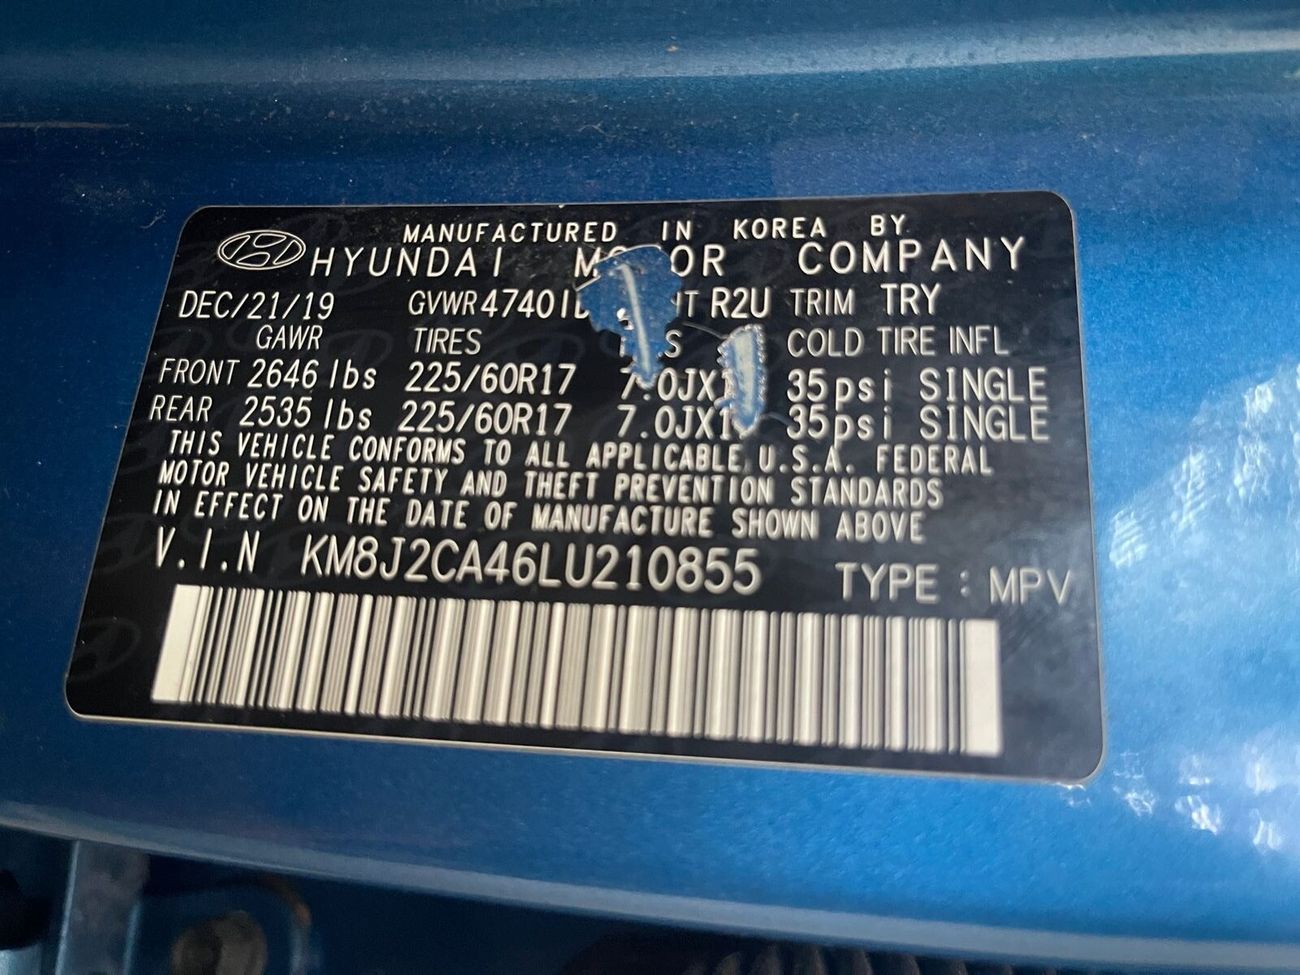 MANUFACTURED IN KOREA BY
HYUNDAI COMPANY
DEC/21/19 GVWR 4740 R2U TRIM TRY
GAWR TIRES COLD TIRE INFL
FRONT 2646 lbs 225/60R17 35psi SINGLE
REAR 2535 lbs 225/60R17 35psi SINGLE
THIS VEHICLE CONFORMS TO ALL APPLICABLE U.S.A. FEDERAL
MOTOR VEHICLE SAFETY AND THEFT PREVENTION STANDARDS
IN EFFECT ON THE DATE OF MANUFACTURE SHOWN ABOVE
V.I.N KM8J2CA46LU210855 TYPE : MPV